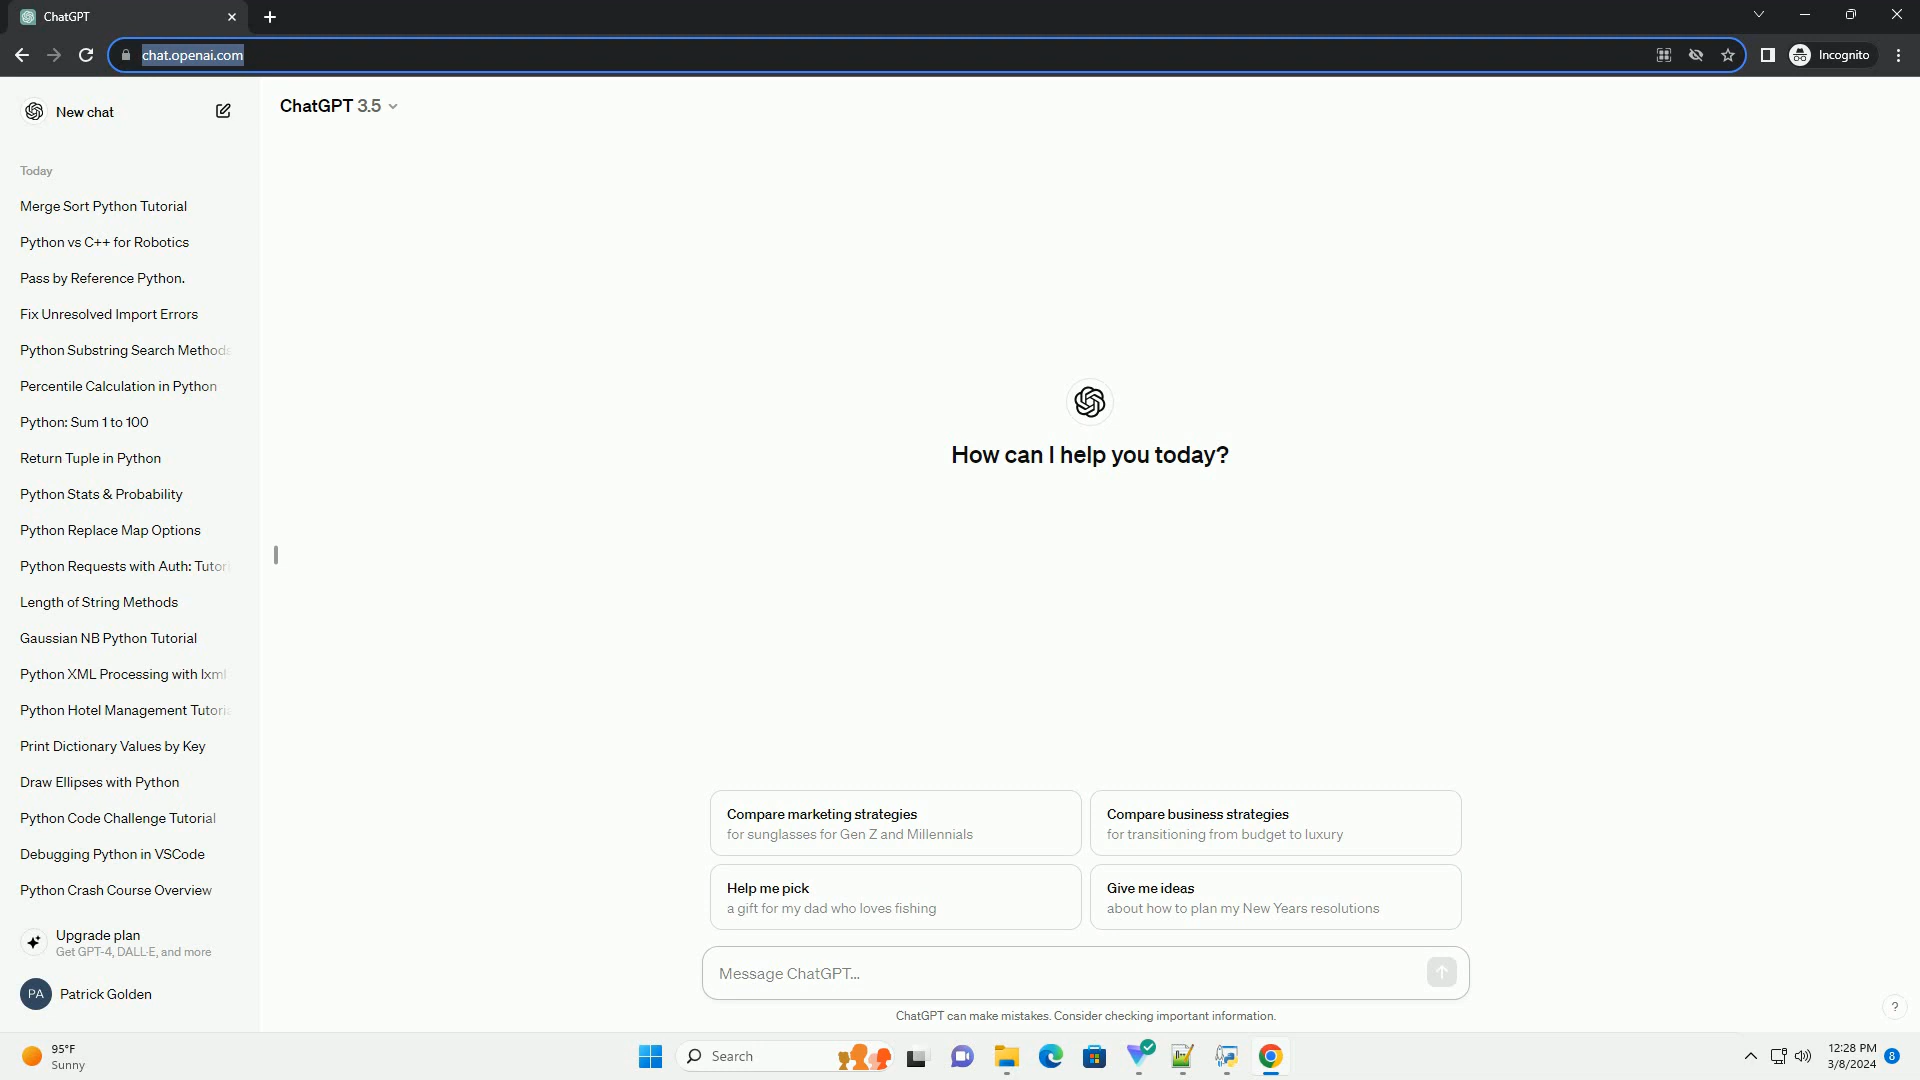 ChatGPT
chat.openai.com
Incognito
New chat
ChatGPT 3.5
Today
Merge Sort Python Tutorial
Python vs C++ for Robotics
Pass by Reference Python.
Fix Unresolved Import Errors
Python Substring Search Methods
Percentile Calculation in Python
Python: Sum 1 to 100
Return Tuple in Python
Python Stats & Probability
Python Replace Map Options
Python Requests with Auth: Tutori
Length of String Methods
Gaussian NB Python Tutorial
Python XML Processing with lxml
Python Hotel Management Tutoria
Print Dictionary Values by Key
Draw Ellipses with Python
Python Code Challenge Tutorial
Debugging Python in VSCode
Python Crash Course Overview
Upgrade plan
Get GPT-4, DALL·E, and more
PA
Patrick Golden
How can I help you today?
Compare marketing strategies
for sunglasses for Gen Z and Millennials
Compare business strategies
for transitioning from budget to luxury
Help me pick
a gift for my dad who loves fishing
Give me ideas
about how to plan my New Years resolutions
Message ChatGPT...
ChatGPT can make mistakes. Consider checking important information.
?
95°F
Sunny
Search
12:28 PM
3/8/2024
8